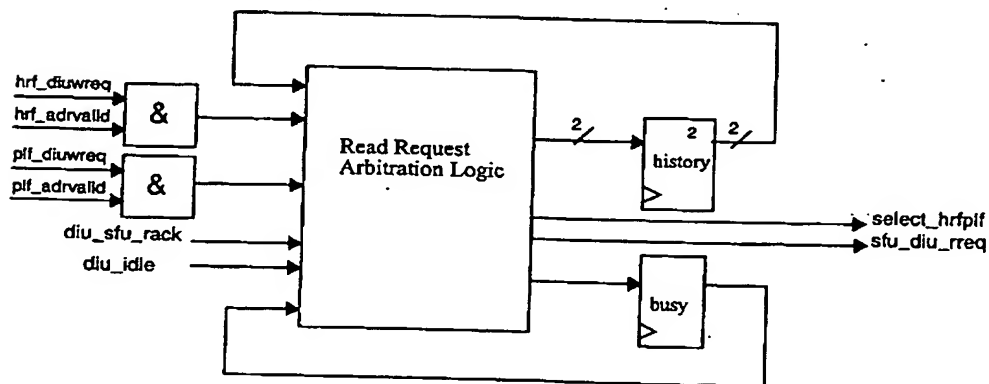 hrf_diuwreq
hrf_adrvalid
&
plf_diuwreq
plf_adrvalid
&
diu_sfu_rack
diu_idle
Read Request
Arbitration Logic
2
2
2
history
select_hrfplf
sfu_diu_rreq
busy